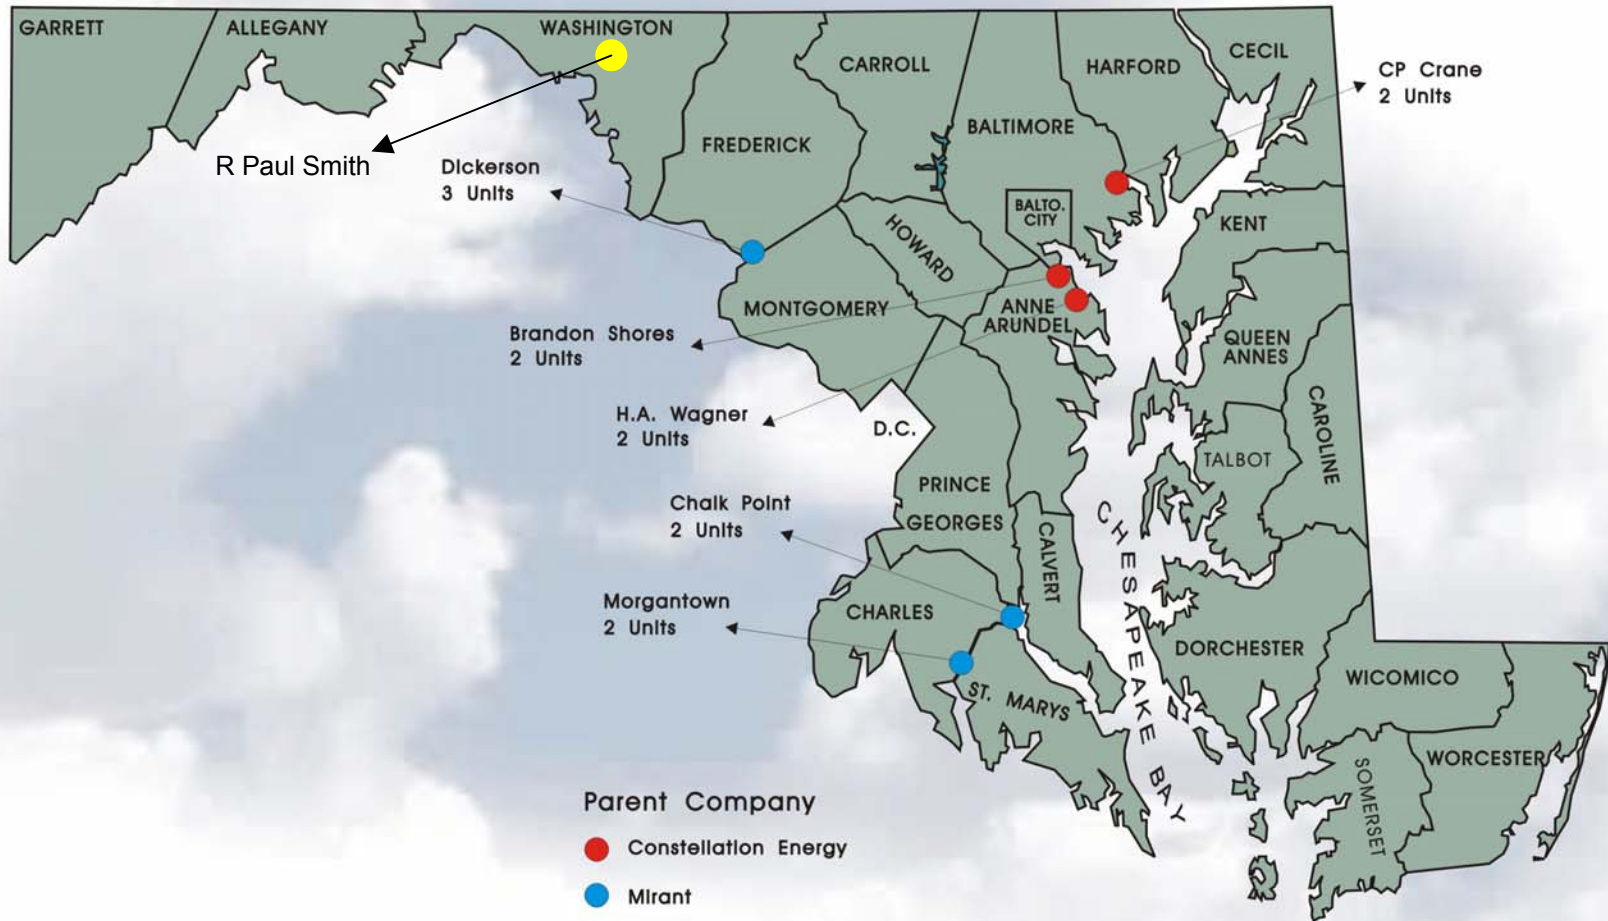 GARRETT
ALLEGANY
WASHINGTON
CARROLL
HARFORD
CECIL
CP Crane
2 Units
FREDERICK
BALTIMORE
R Paul Smith
Dickerson
3 Units
BALTO.
CITY
KENT
HOWARD
MONTGOMERY
ANNE
ARUNDEL
Brandon Shores
2 Units
QUEEN
ANNES
H.A. Wagner
2 Units
D.C.
CAROLINE
TALBOT
PRINCE
GEORGES
Chalk Point
2 Units
CALVERT
CHESAPEAKE BAY
Morgantown
2 Units
CHARLES
DORCHESTER
WICOMICO
ST. MARYS
WORCESTER
SOMERSET
Parent Company
Constellation Energy
Mirant